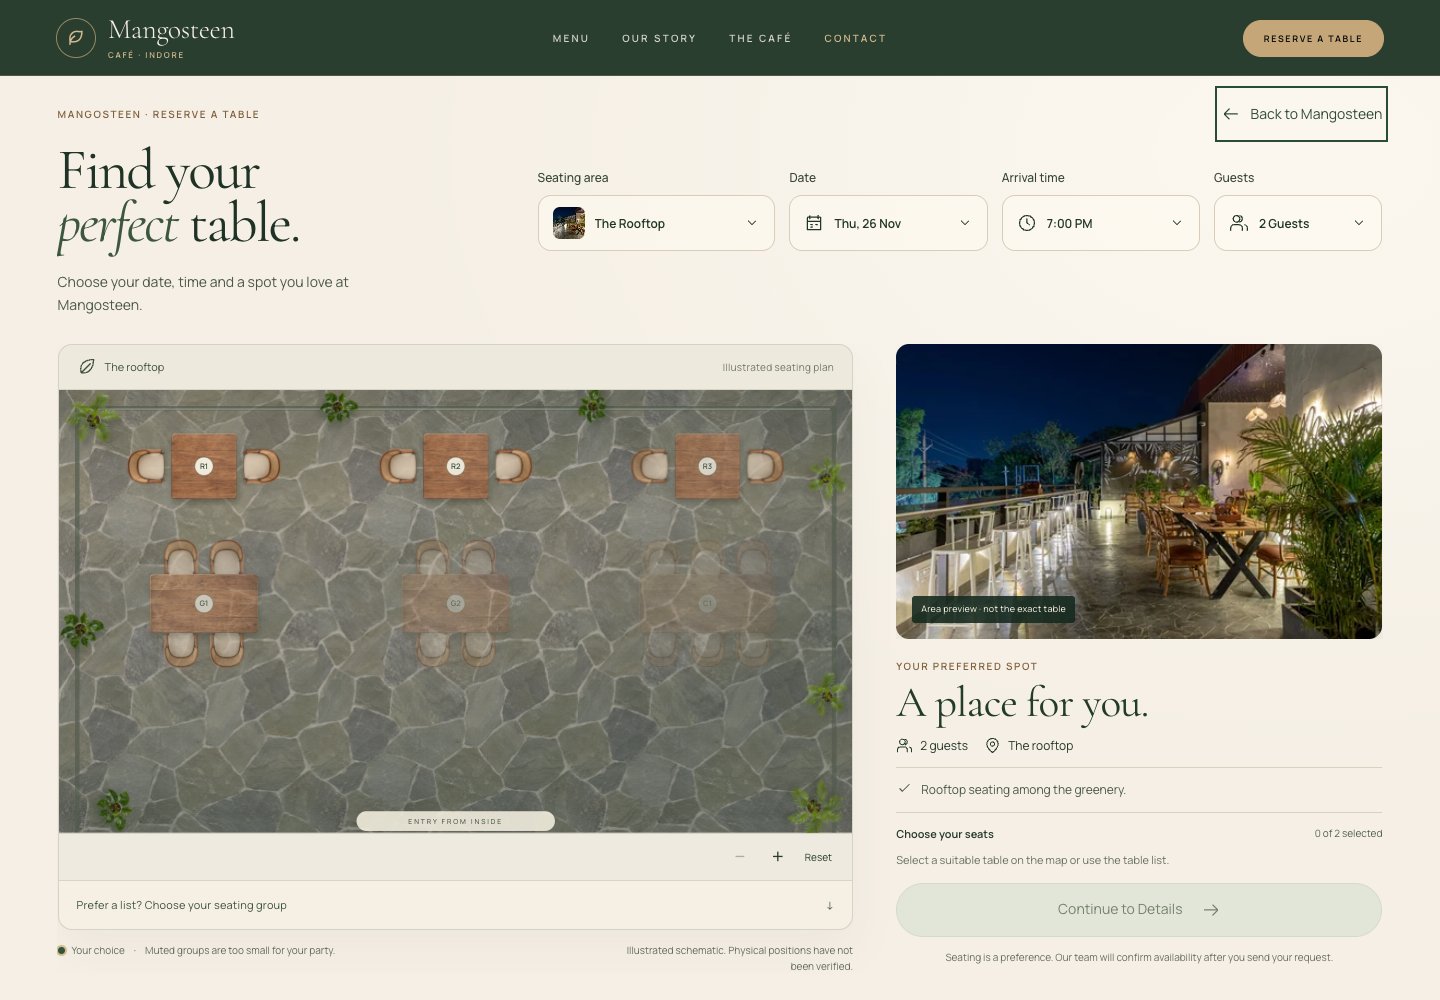 Mangosteen
CAFÉ · INDORE
MENU
OUR STORY
THE CAFÉ
CONTACT
RESERVE A TABLE
MANGOSTEEN · RESERVE A TABLE
Back to Mangosteen
Find your
perfect table.
Choose your date, time and a spot you love at
Mangosteen.
Seating area
The Rooftop
Date
Thu, 26 Nov
Arrival time
7:00 PM
Guests
2 Guests
The rooftop
Illustrated seating plan
R1
R2
R3
G1
G2
C1
ENTRY FROM INSIDE
Reset
Prefer a list? Choose your seating group
Your choice · Muted groups are too small for your party.
Illustrated schematic. Physical positions have not
been verified.
Area preview · not the exact table
YOUR PREFERRED SPOT
A place for you.
2 guests
The rooftop
Rooftop seating among the greenery.
Choose your seats
0 of 2 selected
Select a suitable table on the map or use the table list.
Continue to Details
Seating is a preference. Our team will confirm availability after you send your request.